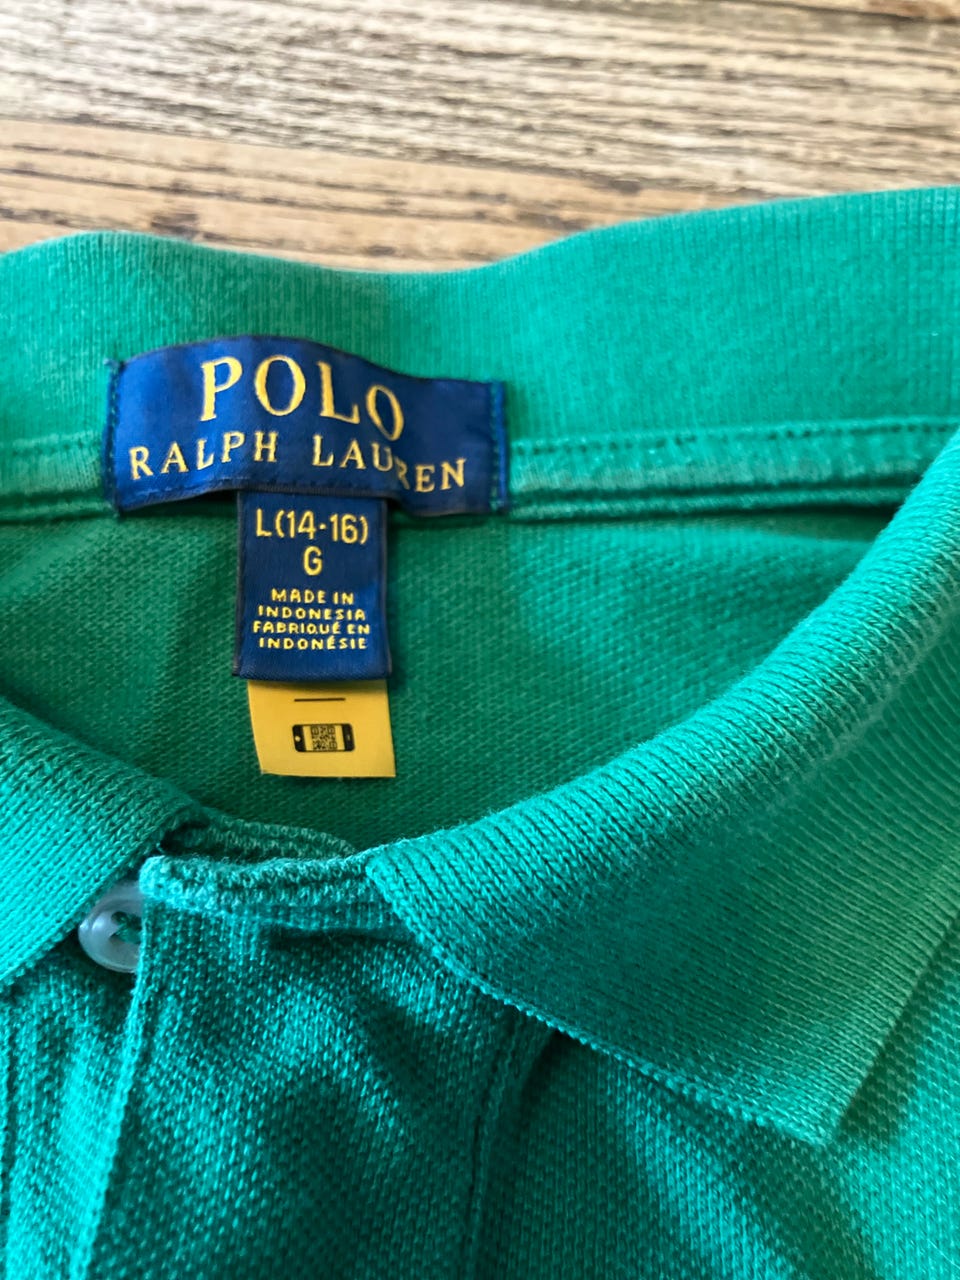 POLO
RALPH LAUREN
L(14-16)
G
MADE IN
INDONESIA
FABRIQUÉ EN
INDONÉSIE